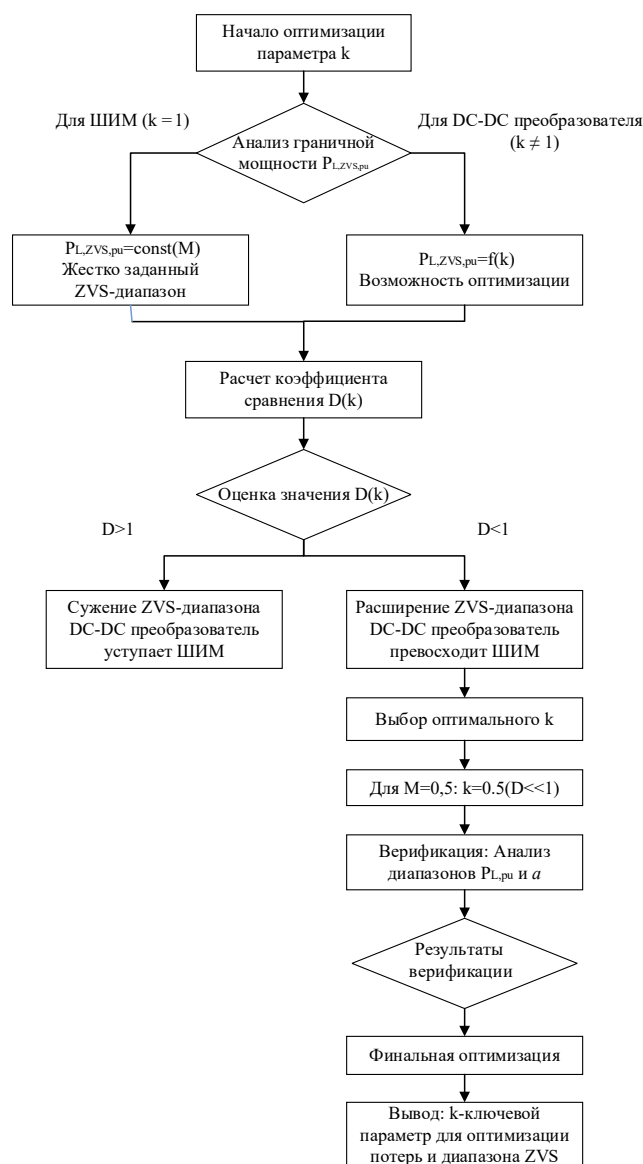 Начало оптимизации
параметра k
Для ШИМ (k = 1)
Для DC-DC преобразователя
(k ≠ 1)
Анализ граничной
мощности PL,ZVS,pu
PL,ZVS,pu=const(M)
Жестко заданный
ZVS-диапазон
PL,ZVS,pu=f(k)
Возможность оптимизации
Расчет коэффициента
сравнения D(k)
Оценка значения D(k)
D>1
D<1
Сужение ZVS-диапазона
DC-DC преобразователь
уступает ШИМ
Расширение ZVS-диапазона
DC-DC преобразователь
превосходит ШИМ
Выбор оптимального k
Для M=0,5: k=0.5(D<<1)
Верификация: Анализ
диапазонов PL,pu и a
Результаты
верификации
Финальная оптимизация
Вывод: k-ключевой
параметр для оптимизации
потерь и диапазона ZVS